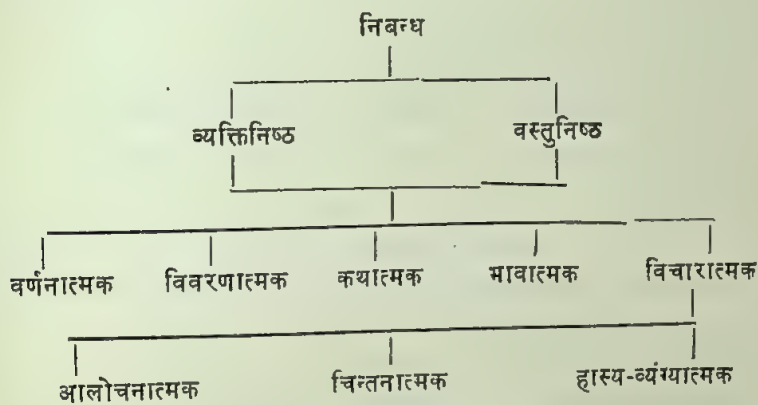 निबन्ध
व्यक्तिनिष्ठ वस्तुनिष्ठ
वर्णनात्मक विवरणात्मक कथात्मक भावात्मक विचारात्मक
आलोचनात्मक चिन्तनात्मक हास्य-व्यंग्यात्मक